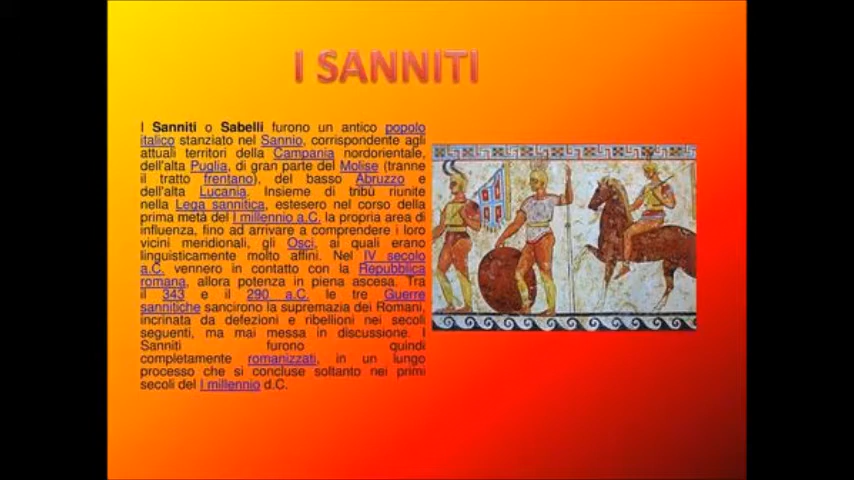 I SANNITI
I Sanniti o Sabelli furono un antico popolo
italico stanziato nel Sannio, corrispondente agli
attuali territori della Campania nordorientale,
dell'alta Puglia, di gran parte del Molise (tranne
il tratto frentano), del basso Abruzzo e
dell'alta Lucania. Insieme di tribù riunite
nella Lega sannitica, estesero nel corso della
prima metà del I millennio a.C. la propria area di
influenza, fino ad arrivare a comprendere i loro
vicini meridionali, gli Osci, ai quali erano
linguisticamente molto affini. Nel IV secolo
a.C. vennero in contatto con la Repubblica
romana, allora potenza in piena ascesa. Tra
il 343 e il 290 a.C. le tre Guerre
sannitiche sancirono la supremazia dei Romani,
incrinata da defezioni e ribellioni nei secoli
seguenti, ma mai messa in discussione. I
Sanniti furono quindi
completamente romanizzati, in un lungo
processo che si concluse soltanto nei primi
secoli del I millennio d.C.